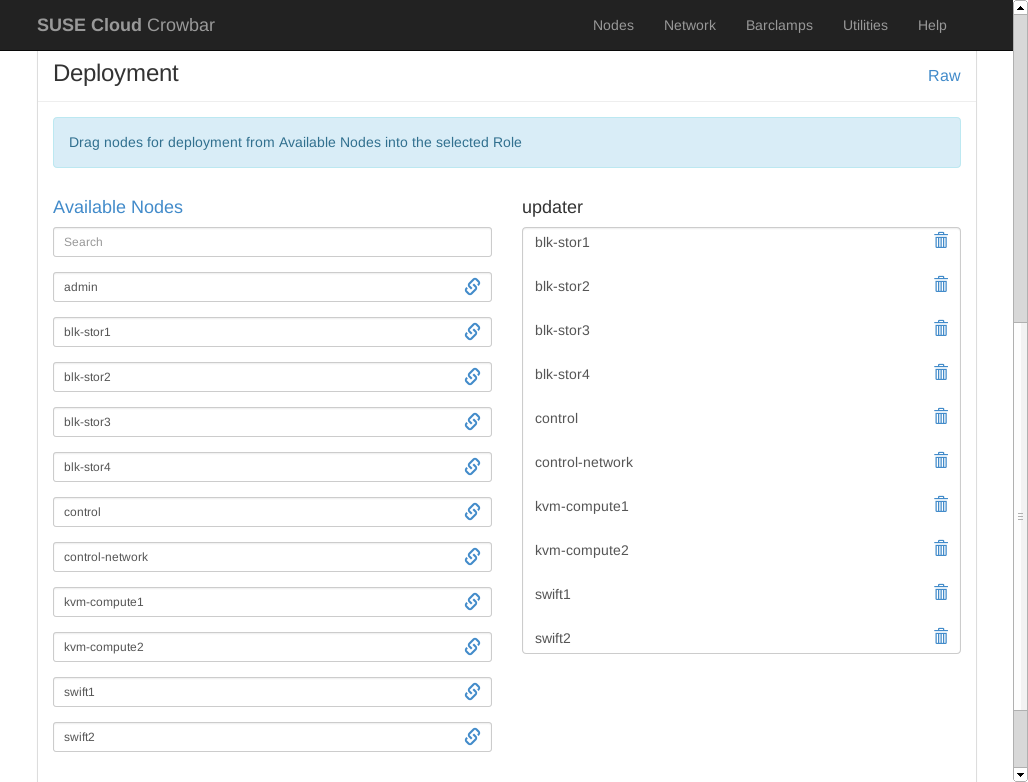 SUSE Cloud Crowbar
Nodes Network Barclamps Utilities Help
Deployment
Raw
Drag nodes for deployment from Available Nodes into the selected Role
Available Nodes
Search
admin
blk-stor1
blk-stor2
blk-stor3
blk-stor4
control
control-network
kvm-compute1
kvm-compute2
swift1
swift2
updater
blk-stor1
blk-stor2
blk-stor3
blk-stor4
control
control-network
kvm-compute1
kvm-compute2
swift1
swift2